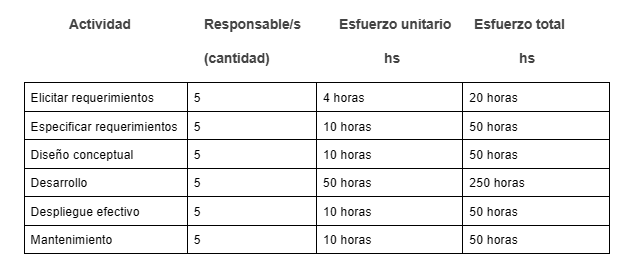 Actividad Responsable/s Esfuerzo unitario Esfuerzo total
(cantidad) hs hs
Elicitar requerimientos 5 4 horas 20 horas
Especificar requerimientos 5 10 horas 50 horas
Diseño conceptual 5 10 horas 50 horas
Desarrollo 5 50 horas 250 horas
Despliegue efectivo 5 10 horas 50 horas
Mantenimiento 5 10 horas 50 horas